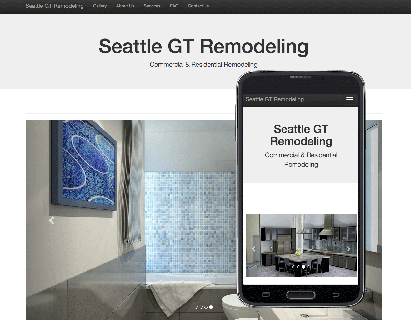 Seattle GT Remodeling Gallery About Us Services FAQ Contact Us
Seattle GT Remodeling
Commercial & Residential Remodeling
Seattle GT Remodeling
Seattle GT
Remodeling
Commercial & Residential
Remodeling